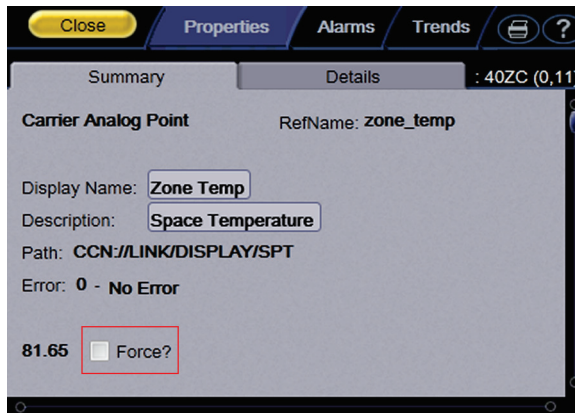 Close Properties Alarms Trends ?
Summary Details : 40ZC (0,11)
Carrier Analog Point RefName: zone_temp
Display Name: Zone Temp
Description: Space Temperature
Path: CCN://LINK/DISPLAY/SPT
Error: 0 - No Error
81.65 Force?